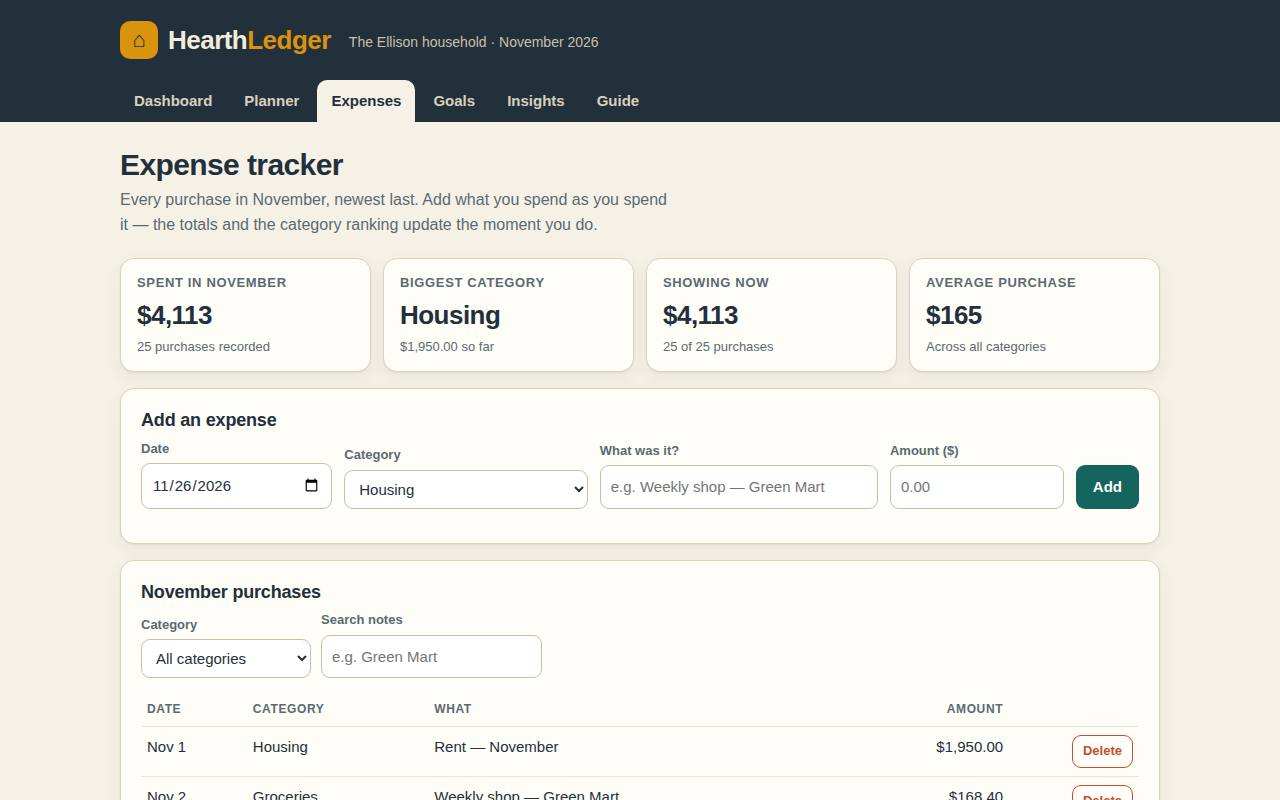 HearthLedger The Ellison household · November 2026
Dashboard Planner Expenses Goals Insights Guide
Expense tracker
Every purchase in November, newest last. Add what you spend as you spend
it — the totals and the category ranking update the moment you do.
SPENT IN NOVEMBER
$4,113
25 purchases recorded
BIGGEST CATEGORY
Housing
$1,950.00 so far
SHOWING NOW
$4,113
25 of 25 purchases
AVERAGE PURCHASE
$165
Across all categories
Add an expense
Date Category What was it? Amount ($)
11/26/2026 Housing e.g. Weekly shop — Green Mart 0.00 Add
November purchases
Category Search notes
All categories e.g. Green Mart
DATE CATEGORY WHAT AMOUNT
Nov 1 Housing Rent — November $1,950.00 Delete
Nov 2 Groceries Weekly shop — Green Mart $168.40 Delete